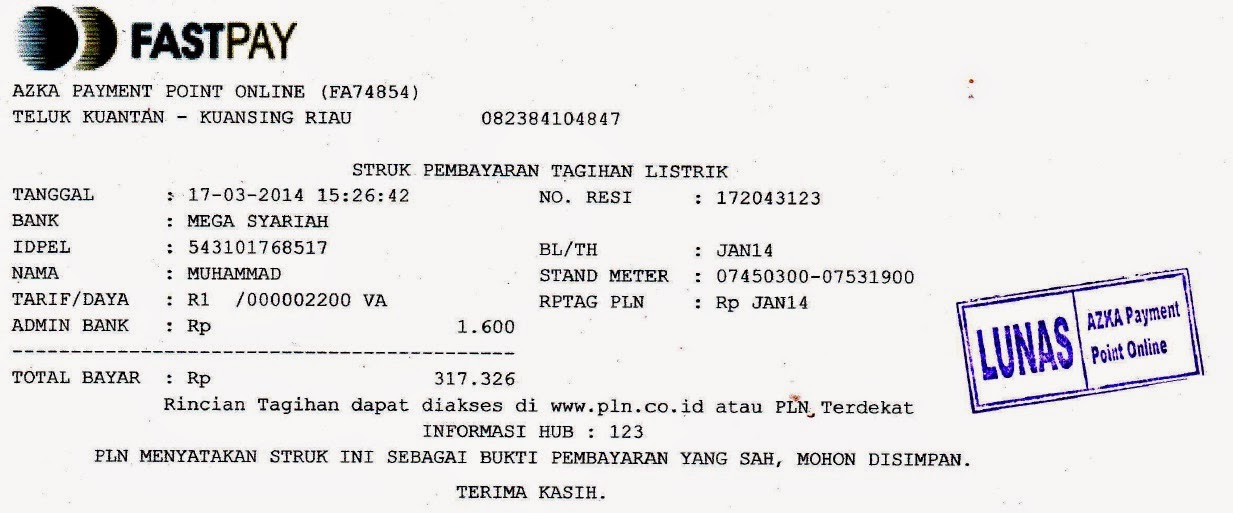 FASTPAY
AZKA PAYMENT POINT ONLINE (FA74854)
TELUK KUANTAN - KUANSING RIAU 082384104847
STRUK PEMBAYARAN TAGIHAN LISTRIK
TANGGAL : 17-03-2014 15:26:42 NO. RESI : 172043123
BANK : MEGA SYARIAH
IDPEL : 543101768517 BL/TH : JAN14
NAMA : MUHAMMAD STAND METER : 07450300-07531900
TARIF/DAYA : R1 /000002200 VA RPTAG PLN : Rp JAN14
ADMIN BANK : Rp 1.600
------------------------------------------------
TOTAL BAYAR : Rp 317.326
Rincian Tagihan dapat diakses di www.pln.co.id atau PLN Terdekat
INFORMASI HUB : 123
PLN MENYATAKAN STRUK INI SEBAGAI BUKTI PEMBAYARAN YANG SAH, MOHON DISIMPAN.
TERIMA KASIH.
LUNAS
AZKA Payment
Point Online